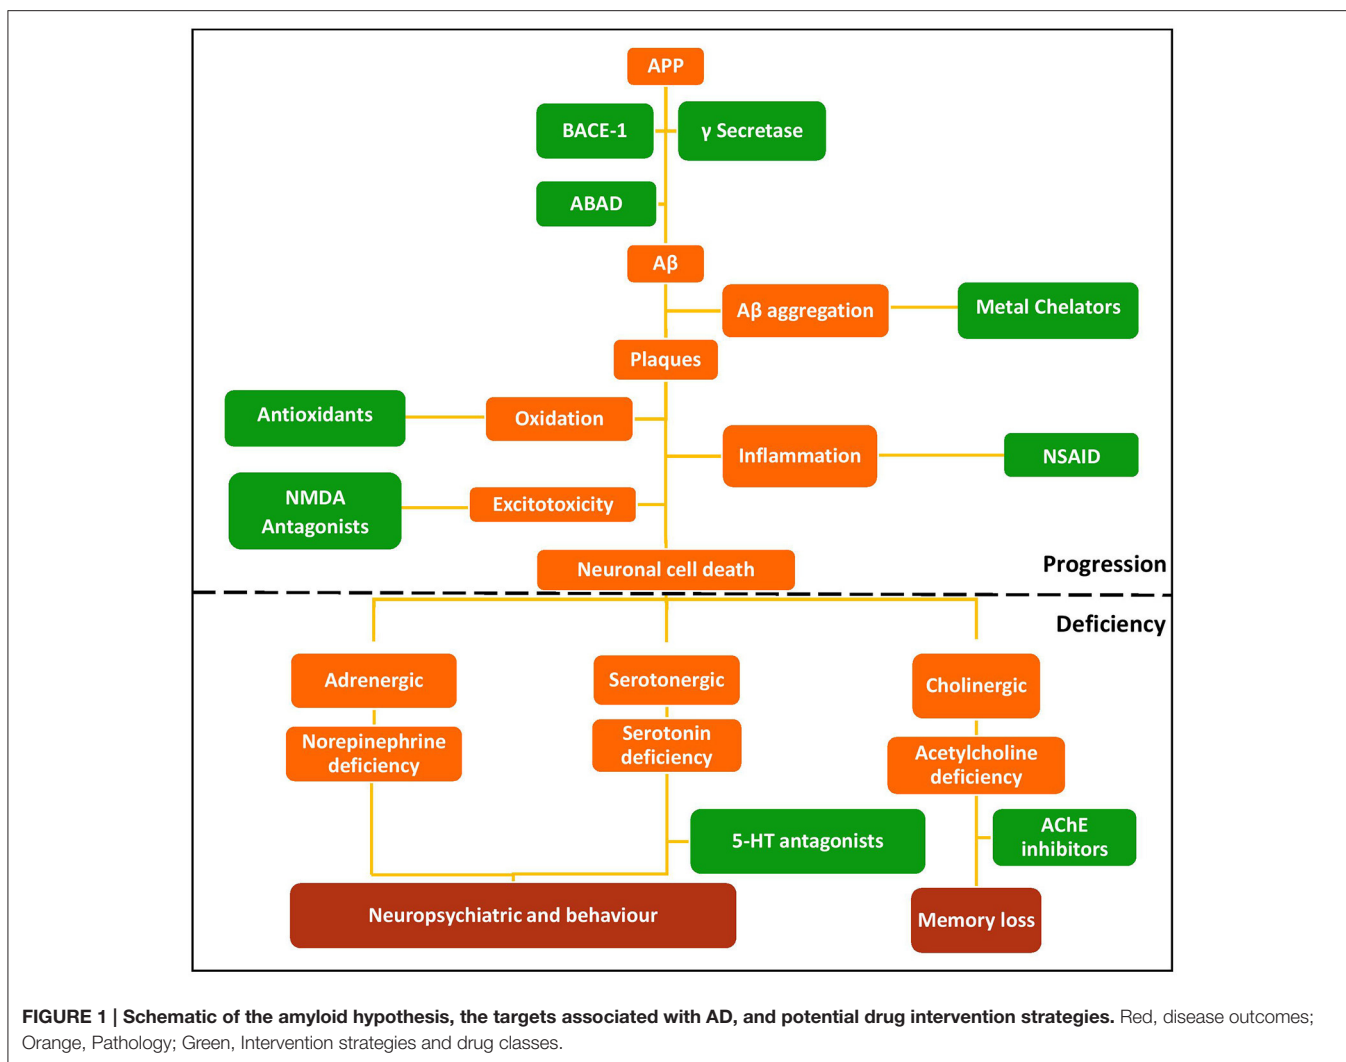 APP
BACE-1
γ Secretase
ABAD
Aβ
Aβ aggregation
Metal Chelators
Plaques
Antioxidants
Oxidation
Inflammation
NSAID
NMDA
Antagonists
Excitotoxicity
Neuronal cell death
Progression
Deficiency
Adrenergic
Serotonergic
Cholinergic
Norepinephrine
deficiency
Serotonin
deficiency
Acetylcholine
deficiency
5-HT antagonists
AChE
inhibitors
Neuropsychiatric and behaviour
Memory loss
FIGURE 1 | Schematic of the amyloid hypothesis, the targets associated with AD, and potential drug intervention strategies. Red, disease outcomes;
Orange, Pathology; Green, Intervention strategies and drug classes.